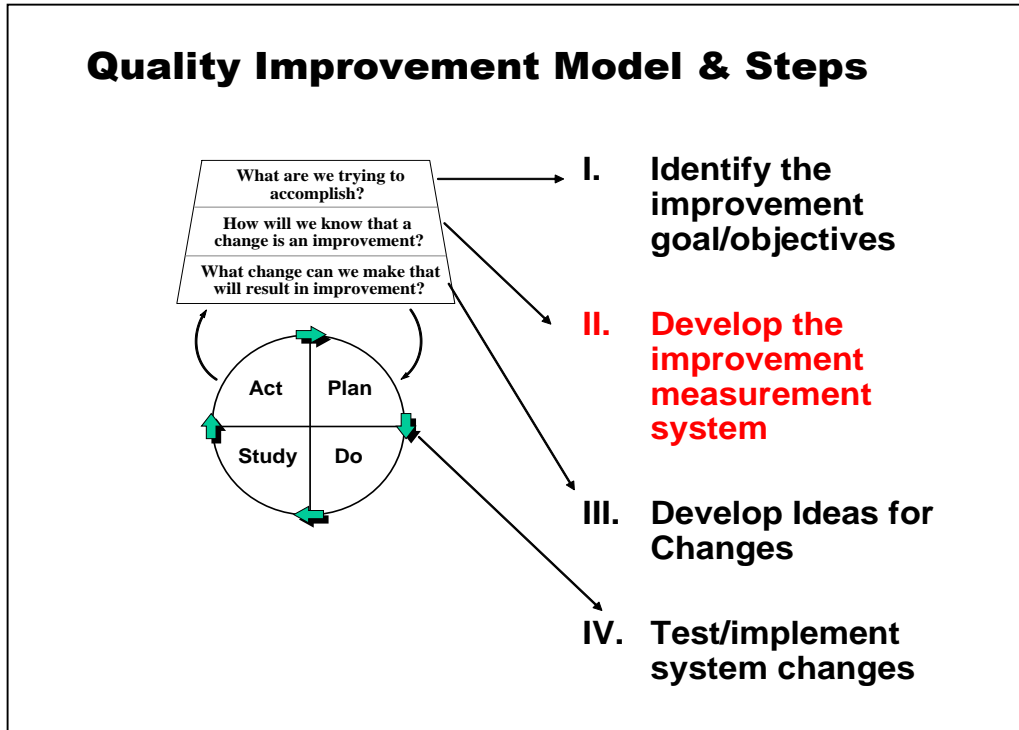 Quality Improvement Model & Steps
What are we trying to
accomplish?
How will we know that a
change is an improvement?
What change can we make that
will result in improvement?
Act
Plan
Study
Do
I. Identify the
improvement
goal/objectives
II. Develop the
improvement
measurement
system
III. Develop Ideas for
Changes
IV. Test/implement
system changes